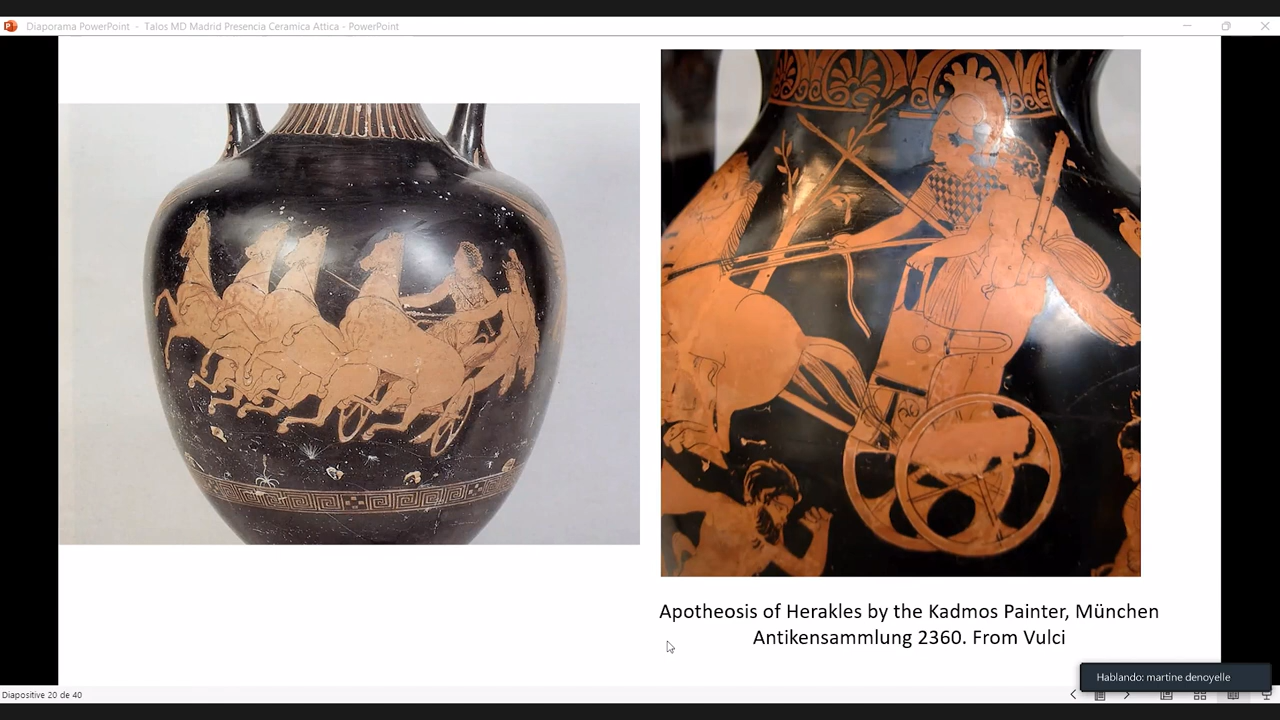 Diaporama PowerPoint - Talos MD Madrid Presencia Ceramica Attica - PowerPoint
Apotheosis of Herakles by the Kadmos Painter, München
Antikensammlung 2360. From Vulci
Hablando: martine denoyelle
Diapositive 20 de 40